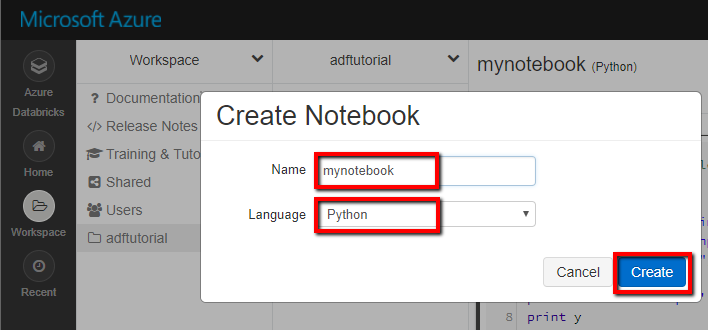 Microsoft Azure
Azure
Databricks
Home
Workspace
Recent
Workspace
Documentation
Release Notes
Training & Tuto
Shared
Users
adftutorial
adftutorial
mynotebook (Python)
Create Notebook
Name
mynotebook
Language
Python
Cancel
Create
8
print y